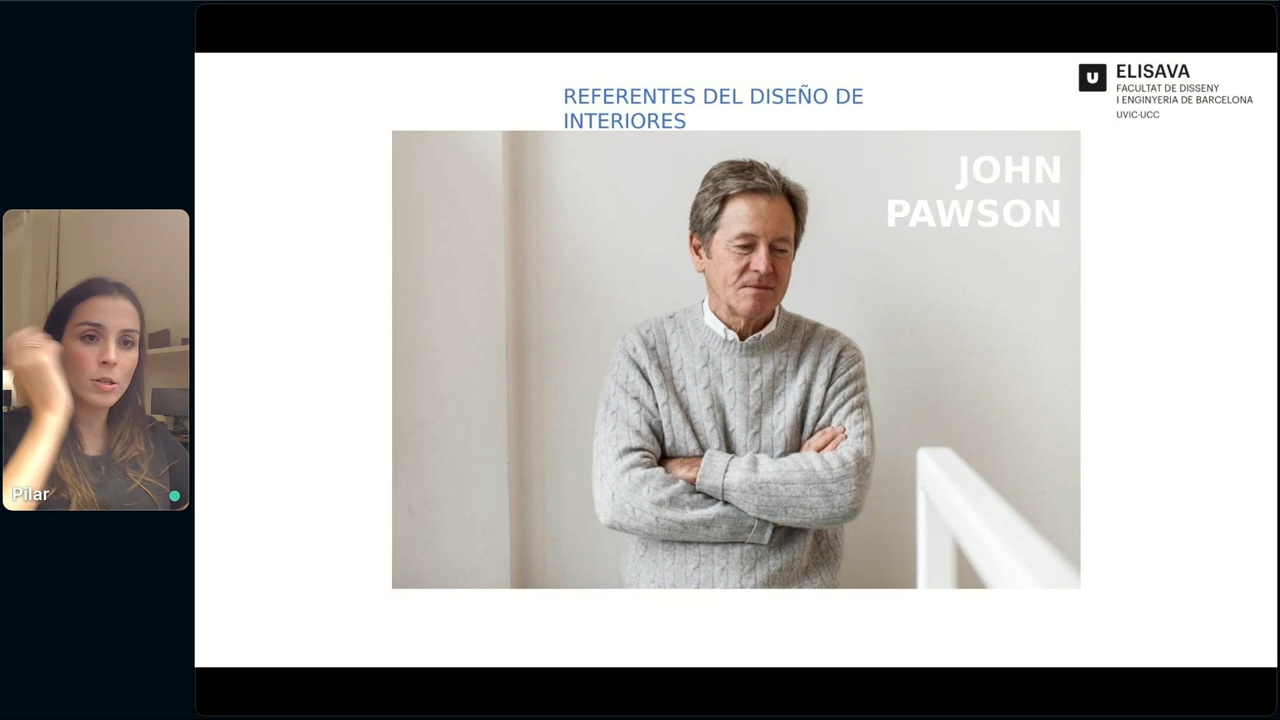 REFERENTES DEL DISEÑO DE
INTERIORES
ELISAVA
FACULTAT DE DISSENY
I ENGINYERIA DE BARCELONA
UVIC·UCC
JOHN
PAWSON
Pilar